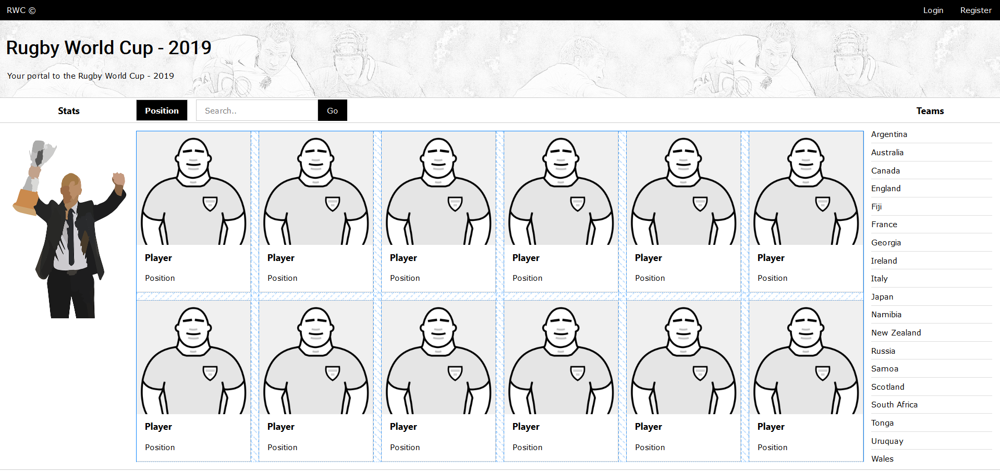 RWC ©
Login
Register
Rugby World Cup - 2019
Your portal to the Rugby World Cup - 2019
Stats
Position
Search..
Go
Teams
Player
Position
Player
Position
Player
Position
Player
Position
Player
Position
Player
Position
Player
Position
Player
Position
Player
Position
Player
Position
Player
Position
Player
Position
Argentina
Australia
Canada
England
Fiji
France
Georgia
Ireland
Italy
Japan
Namibia
New Zealand
Russia
Samoa
Scotland
South Africa
Tonga
Uruquay
Wales